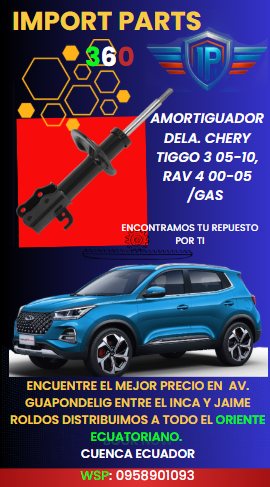 IMPORT PARTS
360
IP
AMORTIGUADOR
DELA. CHERY
TIGGO 3 05-10,
RAV 4 00-05
/GAS
ENCONTRAMOS TU REPUESTO
POR TI
ENCUENTRE EL MEJOR PRECIO EN AV.
GUAPONDELIG ENTRE EL INCA Y JAIME
ROLDOS DISTRIBUIMOS A TODO EL ORIENTE
ECUATORIANO.
CUENCA ECUADOR
WSP: 0958901093